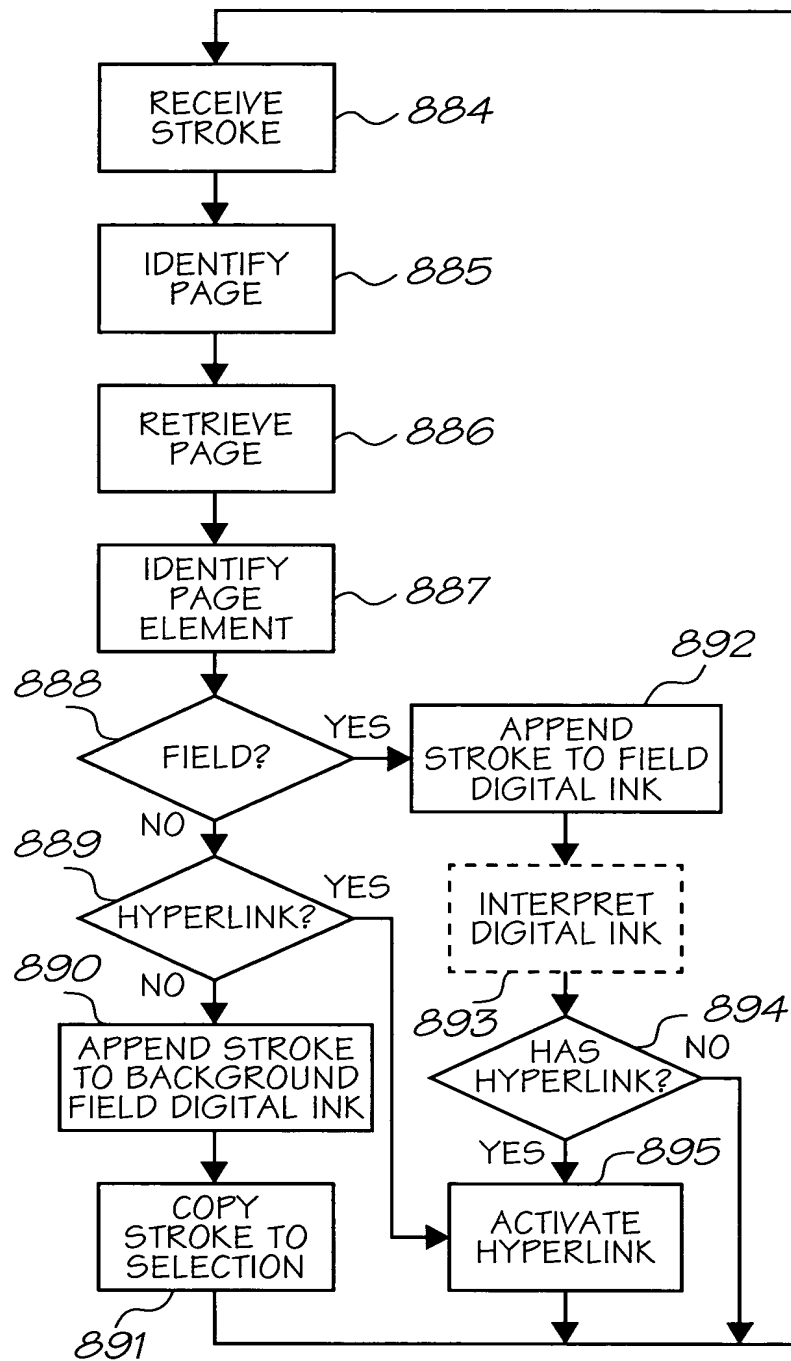 RECEIVE
STROKE
884
IDENTIFY
PAGE
885
RETRIEVE
PAGE
886
IDENTIFY
PAGE
ELEMENT
887
888
FIELD?
YES
NO
892
APPEND
STROKE TO FIELD
DIGITAL INK
889
HYPERLINK?
YES
NO
INTERPRET
DIGITAL INK
893
890
APPEND STROKE
TO BACKGROUND
FIELD DIGITAL INK
894
HAS
HYPERLINK?
NO
YES
895
COPY
STROKE TO
SELECTION
891
ACTIVATE
HYPERLINK